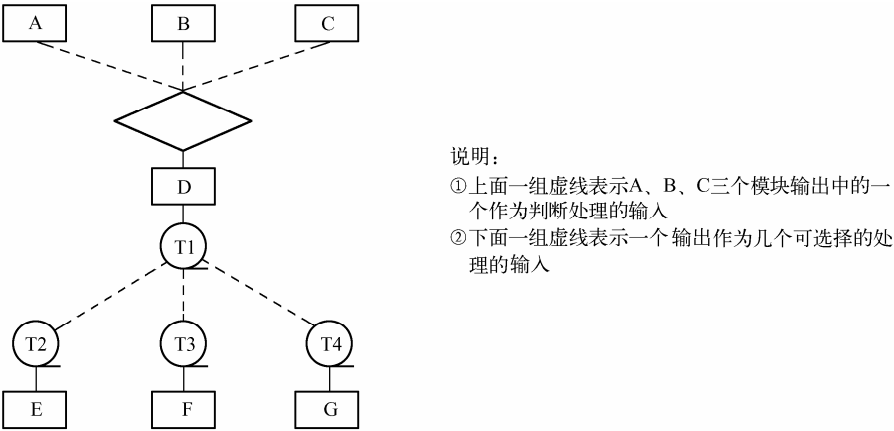 A B C
说明：
①上面一组虚线表示A、B、C三个模块输出中的一
个作为判断处理的输入
D
②下面一组虚线表示一个输出作为几个可选择的处
理的输入
T1
T2 T3 T4
E F G